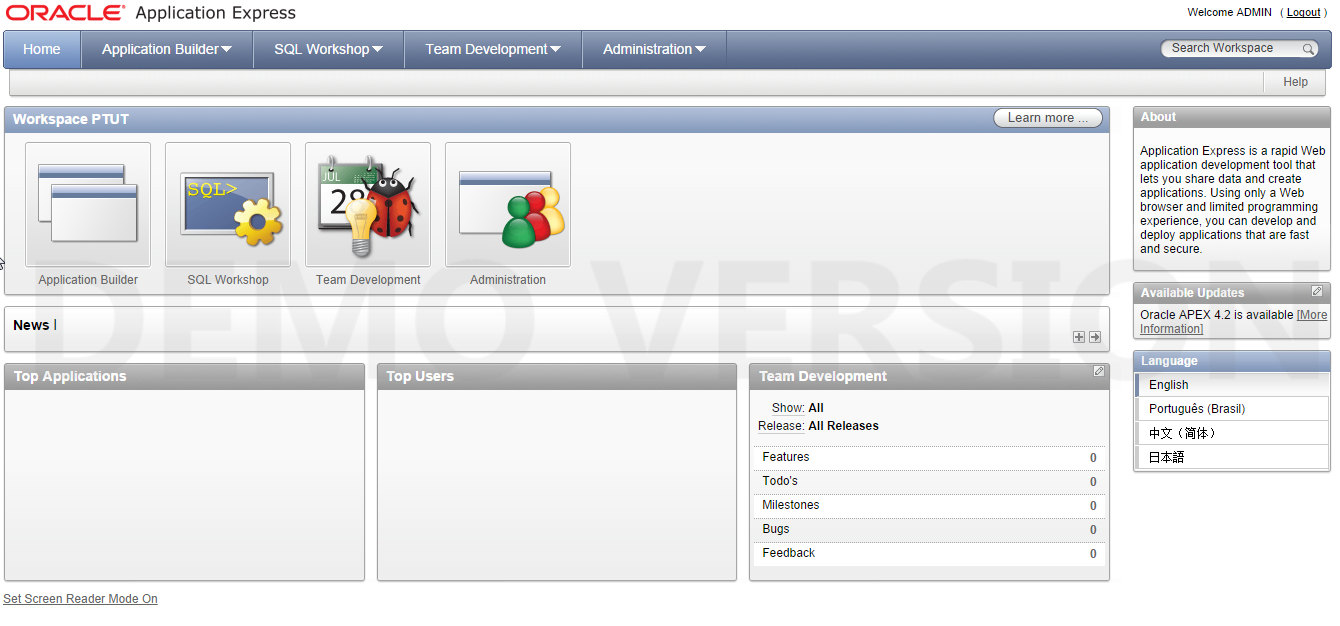 ORACLE® Application Express
Welcome ADMIN ( Logout )
Home Application Builder SQL Workshop Team Development Administration Search Workspace
Help
Workspace PTUT Learn more ...
SQL>
JUL
28
Application Builder SQL Workshop Team Development Administration
News
Top Applications
Top Users
Team Development
Show: All
Release: All Releases
Features 0
Todo's 0
Milestones 0
Bugs 0
Feedback 0
About
Application Express is a rapid Web
application development tool that
lets you share data and create
applications. Using only a Web
browser and limited programming
experience, you can develop and
deploy applications that are fast
and secure.
Available Updates
Oracle APEX 4.2 is available [More
Information]
Language
English
Português (Brasil)
中文（简体）
日本語
Set Screen Reader Mode On
DEMO VERSION